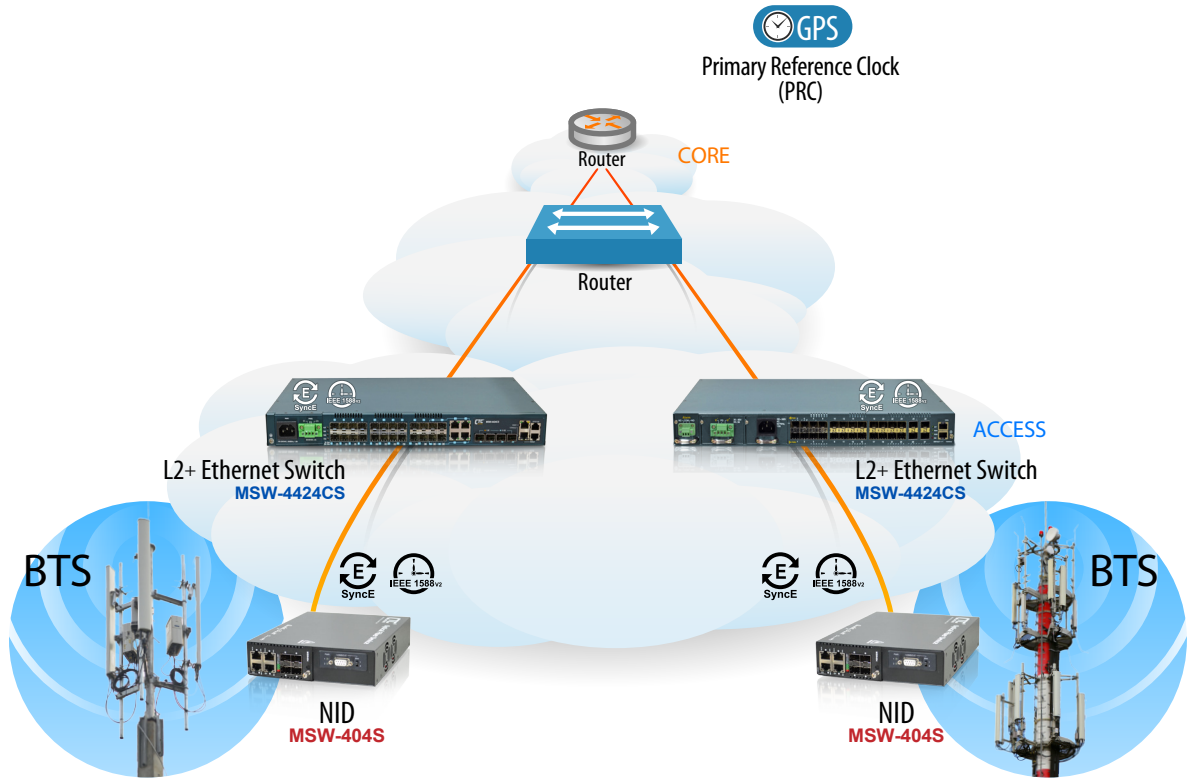 GPS
Primary Reference Clock
(PRC)
Router
CORE
Router
E
SyncE
IEEE 1588V2
E
SyncE
IEEE 1588V2
ACCESS
L2+ Ethernet Switch
MSW-4424CS
L2+ Ethernet Switch
MSW-4424CS
BTS
E
SyncE
IEEE 1588V2
E
SyncE
IEEE 1588V2
BTS
NID
MSW-404S
NID
MSW-404S